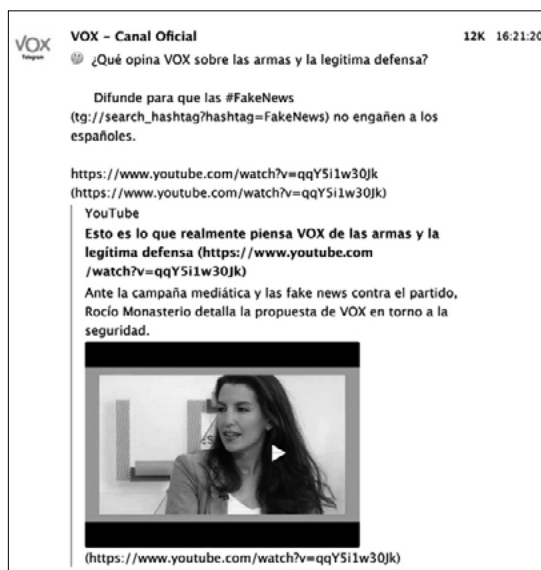 VOX
Telegram
VOX – Canal Oficial 12K 16:21:20
¿Qué opina VOX sobre las armas y la legitima defensa?
Difunde para que las #FakeNews
(tg://search_hashtag?hashtag=FakeNews) no engañen a los
españoles.
https://www.youtube.com/watch?v=qqY5i1w30Jk
(https://www.youtube.com/watch?v=qqY5i1w30Jk)
YouTube
Esto es lo que realmente piensa VOX de las armas y la
legítima defensa (https://www.youtube.com
/watch?v=qqY5i1w30Jk)
Ante la campaña mediática y las fake news contra el partido,
Rocío Monasterio detalla la propuesta de VOX en torno a la
seguridad.
(https://www.youtube.com/watch?v=qqY5i1w30Jk)